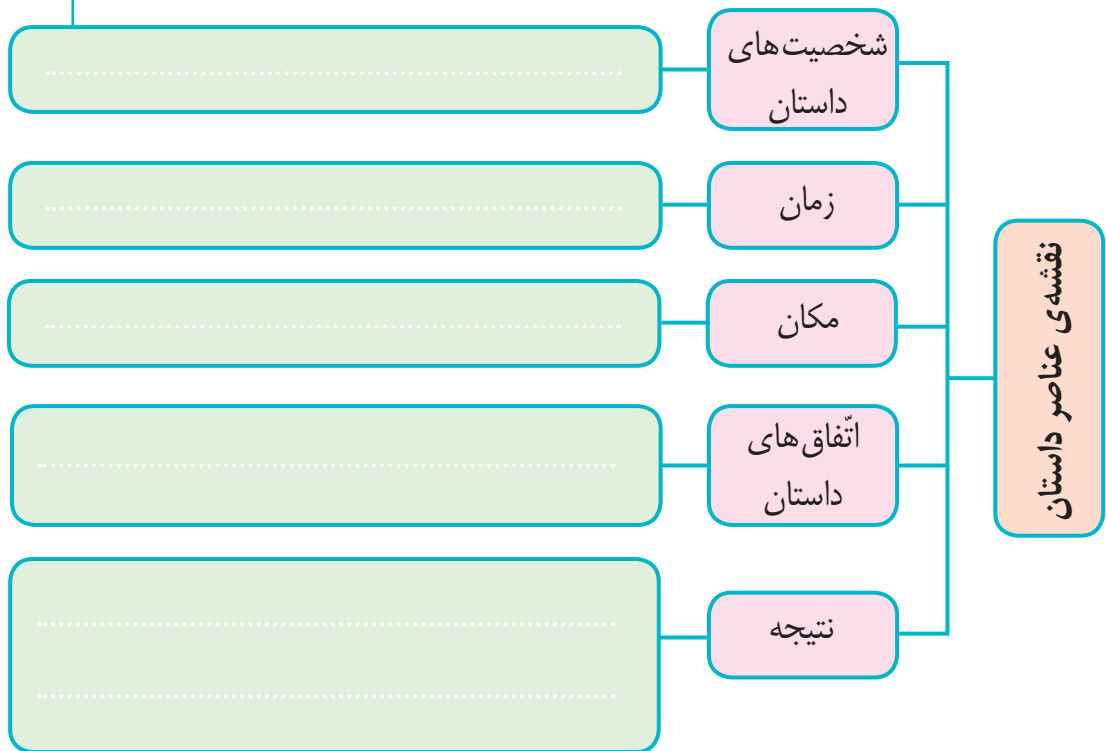 نقشه‌ی عناصر داستان
شخصیت‌های
داستان
زمان
مکان
اتّفاق‌های
داستان
نتیجه